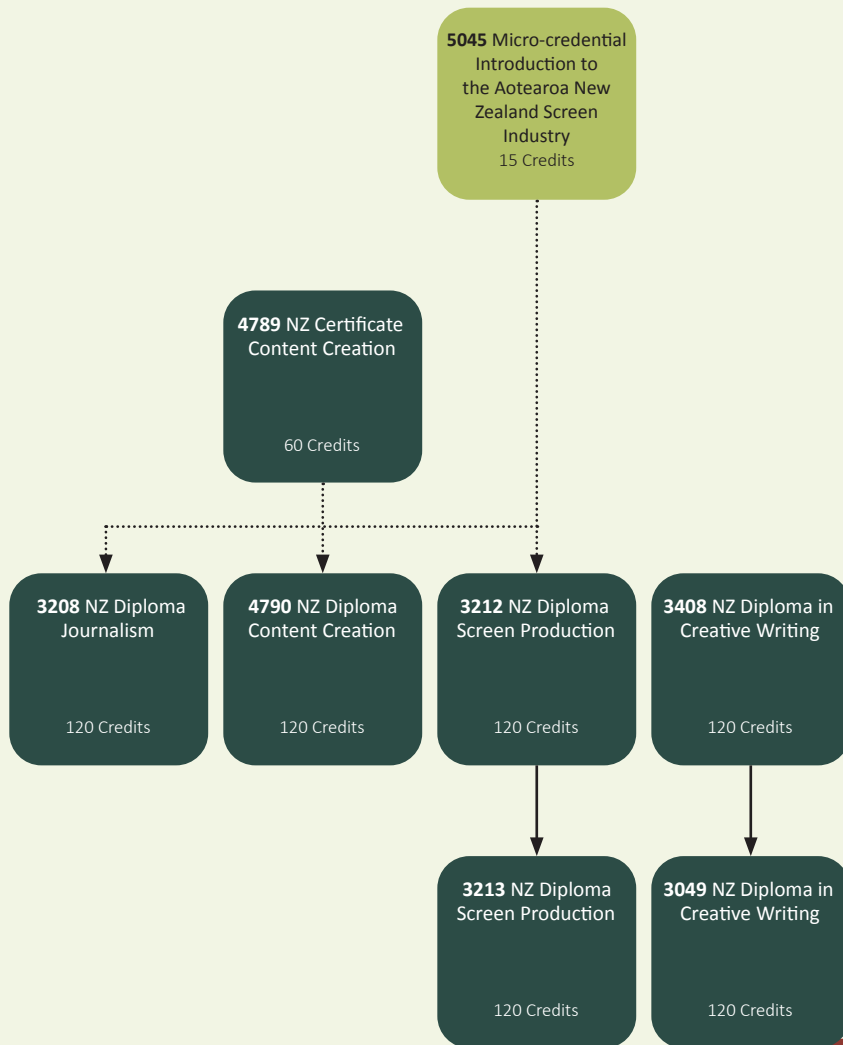 5045 Micro-credential
Introduction to
the Aotearoa New
Zealand Screen
Industry
15 Credits
4789 NZ Certificate
Content Creation
60 Credits
3208 NZ Diploma
Journalism
120 Credits
4790 NZ Diploma
Content Creation
120 Credits
3212 NZ Diploma
Screen Production
120 Credits
3408 NZ Diploma in
Creative Writing
120 Credits
3213 NZ Diploma
Screen Production
120 Credits
3049 NZ Diploma in
Creative Writing
120 Credits